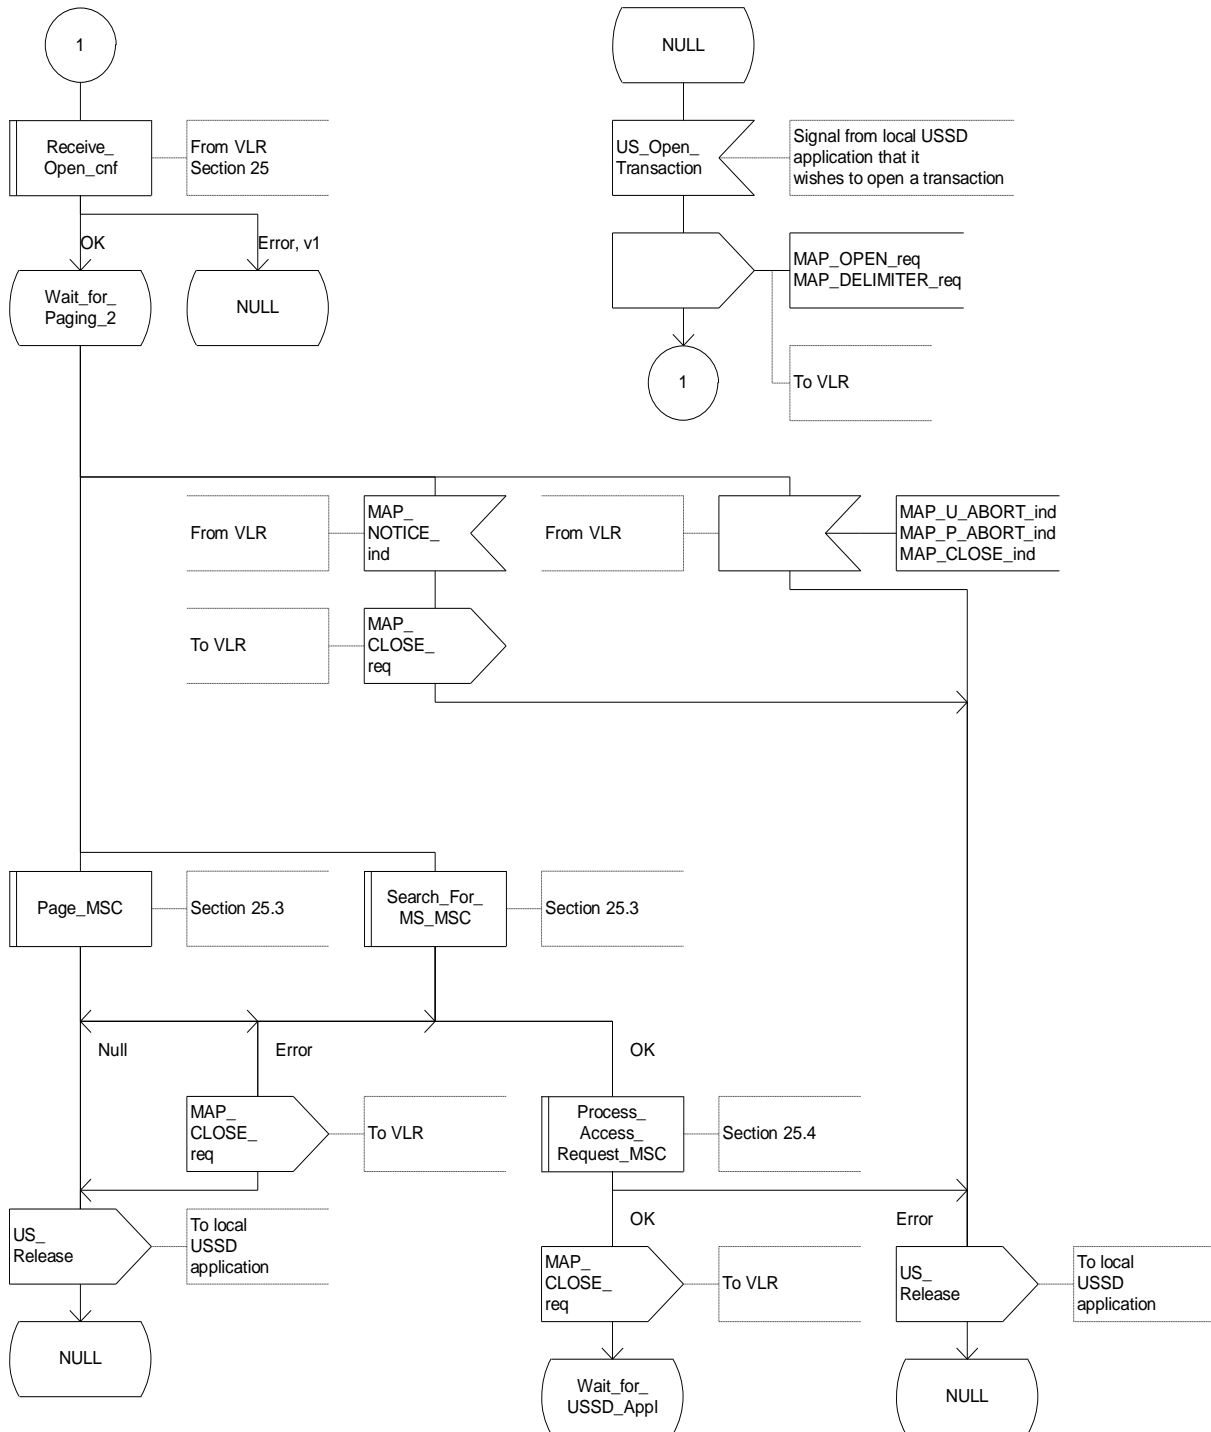 1
NULL
Receive_
Open_cnf
From VLR
Section 25
US_Open_
Transaction
Signal from local USSD
application that it
wishes to open a transaction
OK
Error, v1
Wait_for_
Paging_2
NULL
MAP_OPEN_req
MAP_DELIMITER_req
1
To VLR
From VLR
MAP_
NOTICE_
ind
From VLR
MAP_U_ABORT_ind
MAP_P_ABORT_ind
MAP_CLOSE_ind
To VLR
MAP_
CLOSE_
req
Page_MSC
Section 25.3
Search_For_
MS_MSC
Section 25.3
Null
Error
OK
MAP_
CLOSE_
req
To VLR
Process_
Access_
Request_MSC
Section 25.4
US_
Release
To local
USSD
application
OK
Error
MAP_
CLOSE_
req
To VLR
US_
Release
To local
USSD
application
NULL
Wait_for_
USSD_Appl
NULL